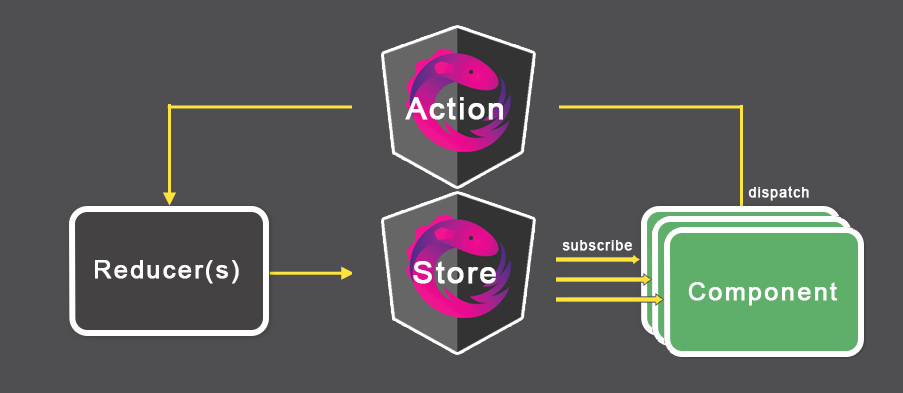 Action
dispatch
Reducer(s)
Store
subscribe
Component